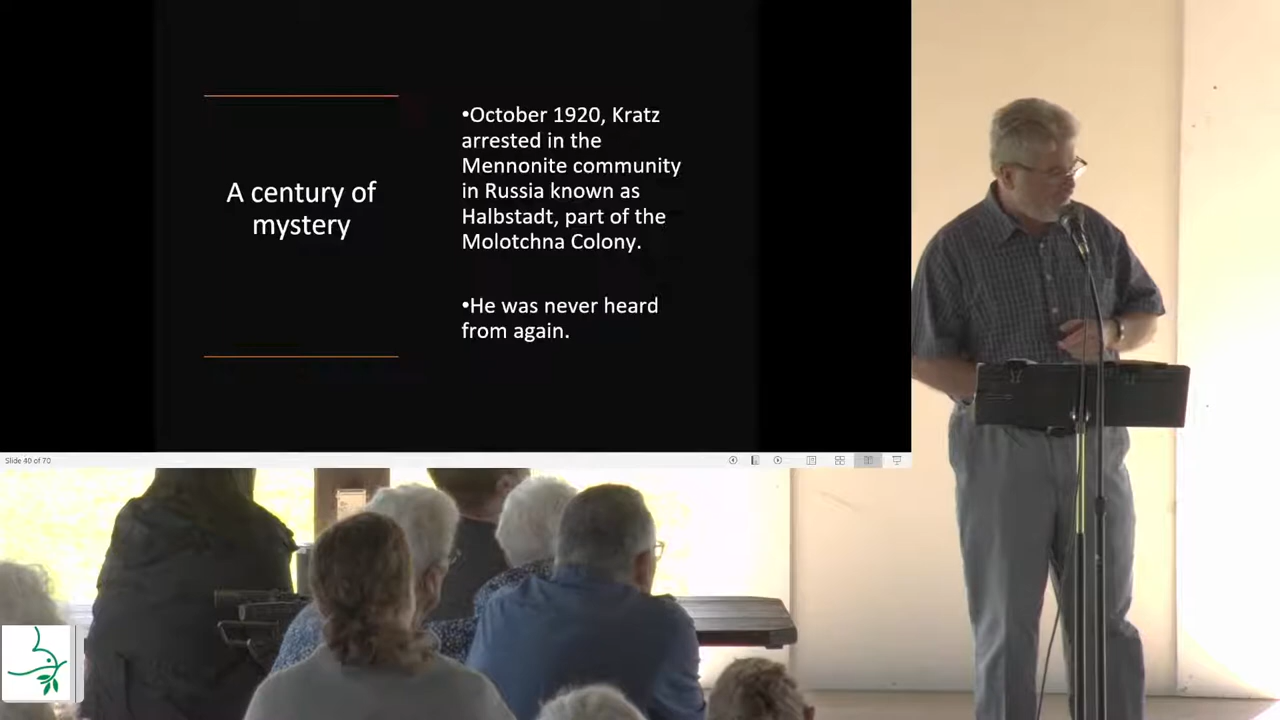 A century of
mystery
•October 1920, Kratz
arrested in the
Mennonite community
in Russia known as
Halbstadt, part of the
Molotchna Colony.
•He was never heard
from again.
Slide 40 of 70